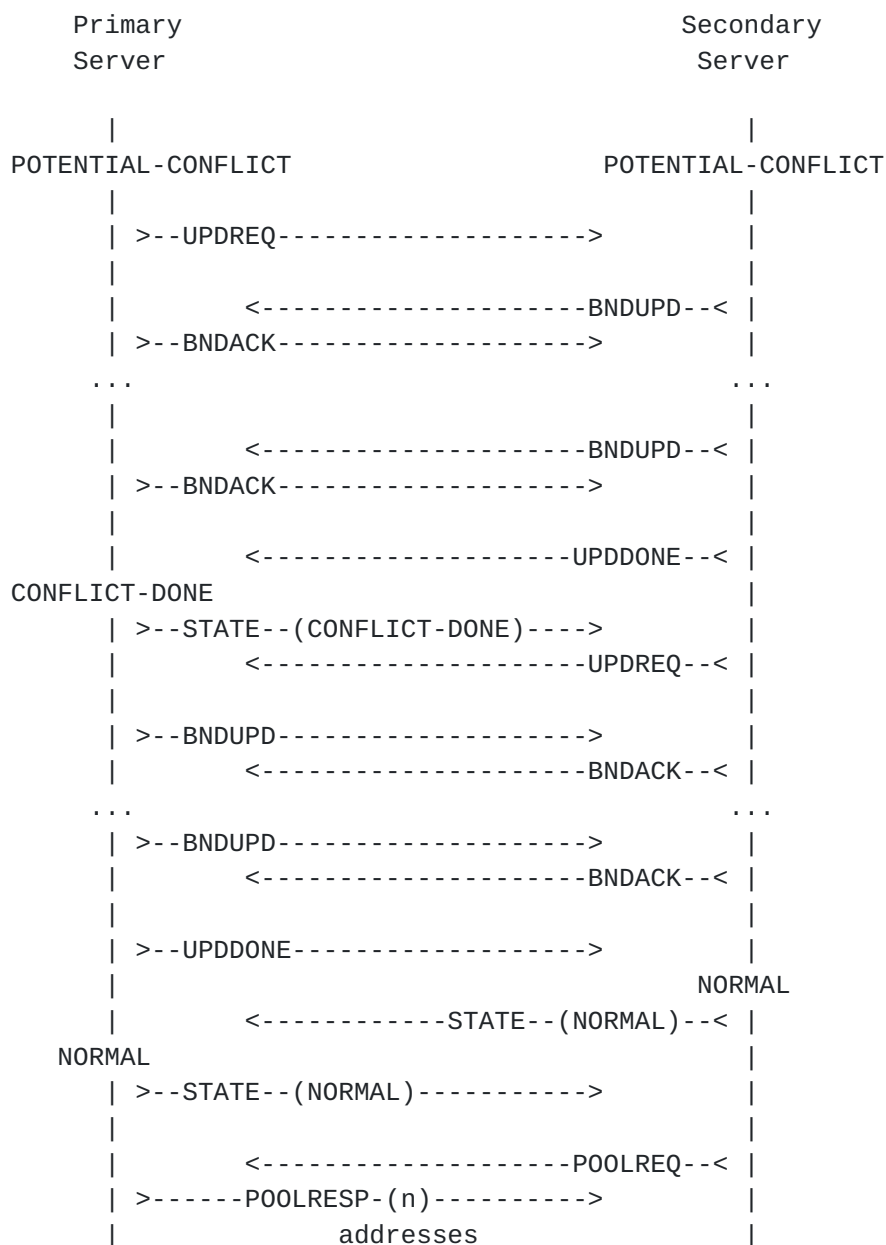 Primary                                Secondary
    Server                                  Server

      |                                        |
POTENTIAL-CONFLICT                    POTENTIAL-CONFLICT
      |                                        |
      | >--UPDREQ-------------------->         |
      |                                        |
      |        <---------------------BNDUPD--< |
      | >--BNDACK-------------------->         |
     ...                                      ...
      |                                        |
      |        <---------------------BNDUPD--< |
      | >--BNDACK-------------------->         |
      |                                        |
      |        <--------------------UPDDONE--< |
CONFLICT-DONE                                  |
      | >--STATE--(CONFLICT-DONE)---->         |
      |        <---------------------UPDREQ--< |
      |                                        |
      | >--BNDUPD-------------------->         |
      |        <---------------------BNDACK--< |
     ...                                      ...
      | >--BNDUPD-------------------->         |
      |        <---------------------BNDACK--< |
      |                                        |
      | >--UPDDONE------------------->         |
      |                                     NORMAL
      |        <------------STATE--(NORMAL)--< |
   NORMAL                                      |
      | >--STATE--(NORMAL)----------->         |
      |                                        |
      |        <--------------------POOLREQ--< |
      | >------POOLRESP-(n)---------->         |
      |              addresses                 |